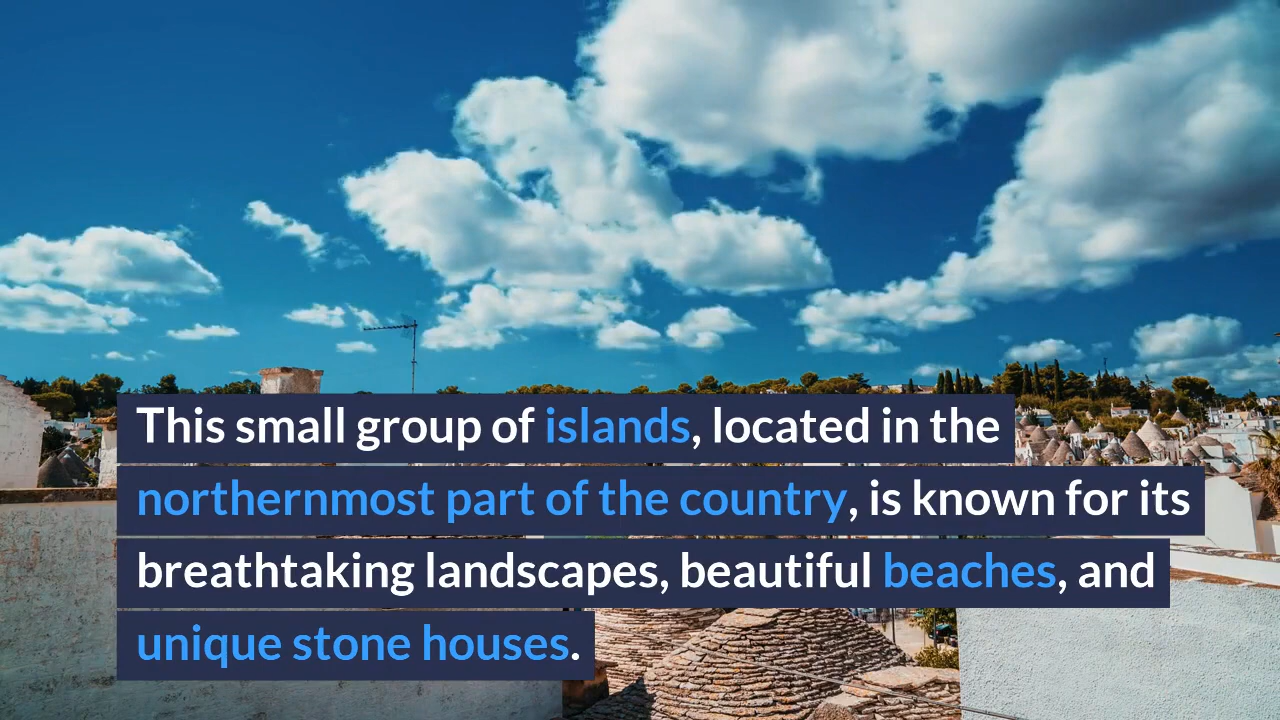 This small group of islands, located in the
northernmost part of the country, is known for its
breathtaking landscapes, beautiful beaches, and
unique stone houses.